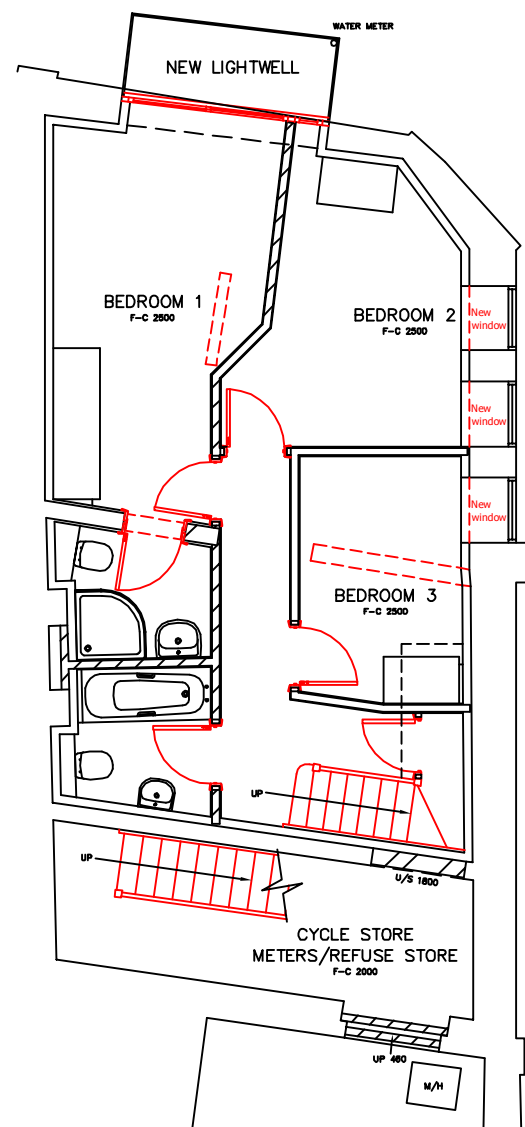 WATER METER
NEW LIGHTWELL
BEDROOM 1
F-C 2500
BEDROOM 2
F-C 2500
New
window
New
window
New
window
BEDROOM 3
F-C 2500
UP
UP
U/S 1800
CYCLE STORE
METERS/REFUSE STORE
F-C 2000
UP 460
M/H